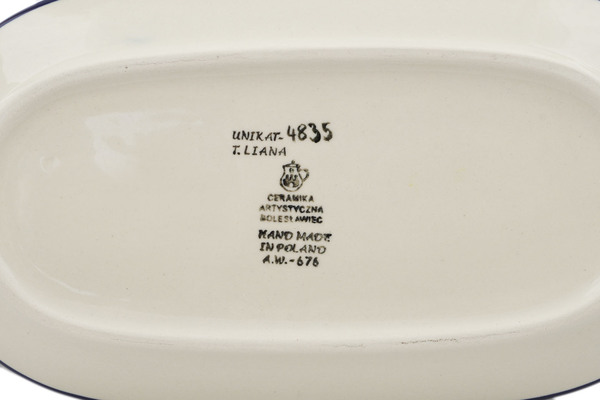 UNIKAT-4835
T. LIANA
CERAMIKA
ARTYSTYCZNA
BOLESŁAWIEC
HAND MADE
IN POLAND
A.W.-676